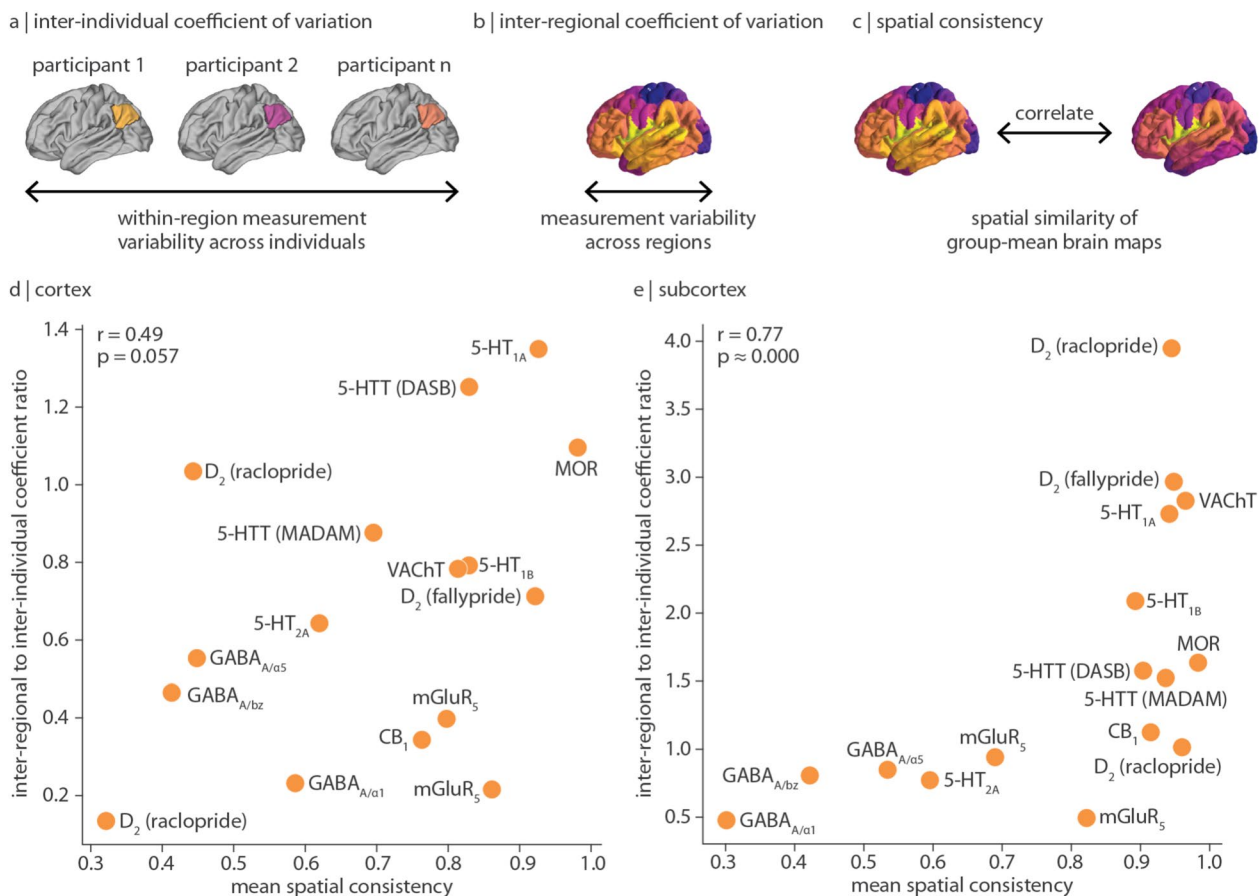 a | inter-individual coefficient of variation
participant 1
participant 2
participant n
within-region measurement
variability across individuals
b | inter-regional coefficient of variation
measurement variability
across regions
c | spatial consistency
correlate
spatial similarity of
group-mean brain maps
d | cortex
inter-regional to inter-individual coefficient ratio
1.4
1.2
1.0
0.8
0.6
0.4
0.2
r = 0.49
p = 0.057
5-HT1A
5-HTT (DASB)
MOR
D2 (raclopride)
5-HTT (MADAM)
VAChT
5-HT1B
D2 (fallypride)
5-HT2A
GABAA/α5
GABAA/bz
mGluR5
CB1
GABAA/α1
mGluR5
D2 (raclopride)
0.3 0.4 0.5 0.6 0.7 0.8 0.9 1.0
mean spatial consistency
e | subcortex
inter-regional to inter-individual coefficient ratio
4.0
3.5
3.0
2.5
2.0
1.5
1.0
0.5
r = 0.77
p ≈ 0.000
D2 (raclopride)
D2 (fallypride)
VAChT
5-HT1A
5-HT1B
MOR
5-HTT (DASB)
5-HTT (MADAM)
CB1
D2 (raclopride)
mGluR5
GABAA/α5
GABAA/bz
5-HT2A
mGluR5
GABAA/α1
0.3 0.4 0.5 0.6 0.7 0.8 0.9 1.0
mean spatial consistency